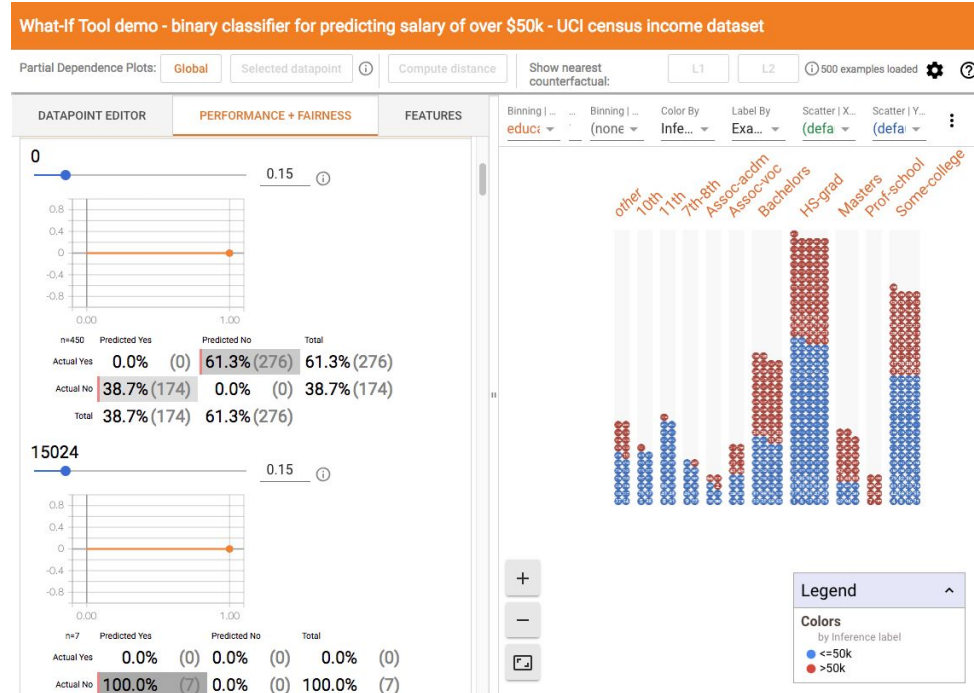 What-If Tool demo - binary classifier for predicting salary of over $50k - UCI census income dataset
Partial Dependence Plots: Global Selected datapoint Compute distance Show nearest counterfactual: L1 L2 500 examples loaded
DATAPOINT EDITOR PERFORMANCE + FAIRNESS FEATURES
Binning | ... ... Binning | ... Color By Label By Scatter | X... Scatter | Y...
educa (none Infe... Exa... (defa (defa
0
0.15
0.8
0.4
0
-0.4
-0.8
0.00 1.00
n=450 Predicted Yes Predicted No Total
Actual Yes 0.0% (0) 61.3% (276) 61.3% (276)
Actual No 38.7% (174) 0.0% (0) 38.7% (174)
Total 38.7% (174) 61.3% (276)
15024
0.15
0.8
0.4
0
-0.4
-0.8
0.00 1.00
n=7 Predicted Yes Predicted No Total
Actual Yes 0.0% (0) 0.0% (0) 0.0% (0)
Actual No 100.0% (7) 0.0% (0) 100.0% (7)
other 10th 11th 7th-8th Assoc-acdm Assoc-voc Bachelors HS-grad Masters Prof-school Some-college
Legend
Colors
by Inference label
<=50k
>50k